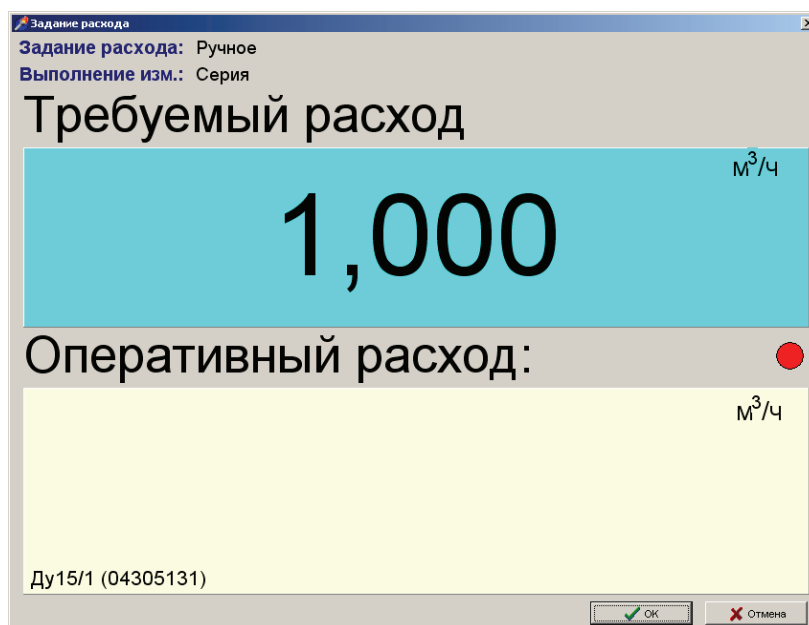 Задание расхода
Задание расхода: Ручное
Выполнение изм.: Серия
Требуемый расход
м³/ч
1,000
Оперативный расход:
м³/ч
Ду15/1 (04305131)
ОК Отмена